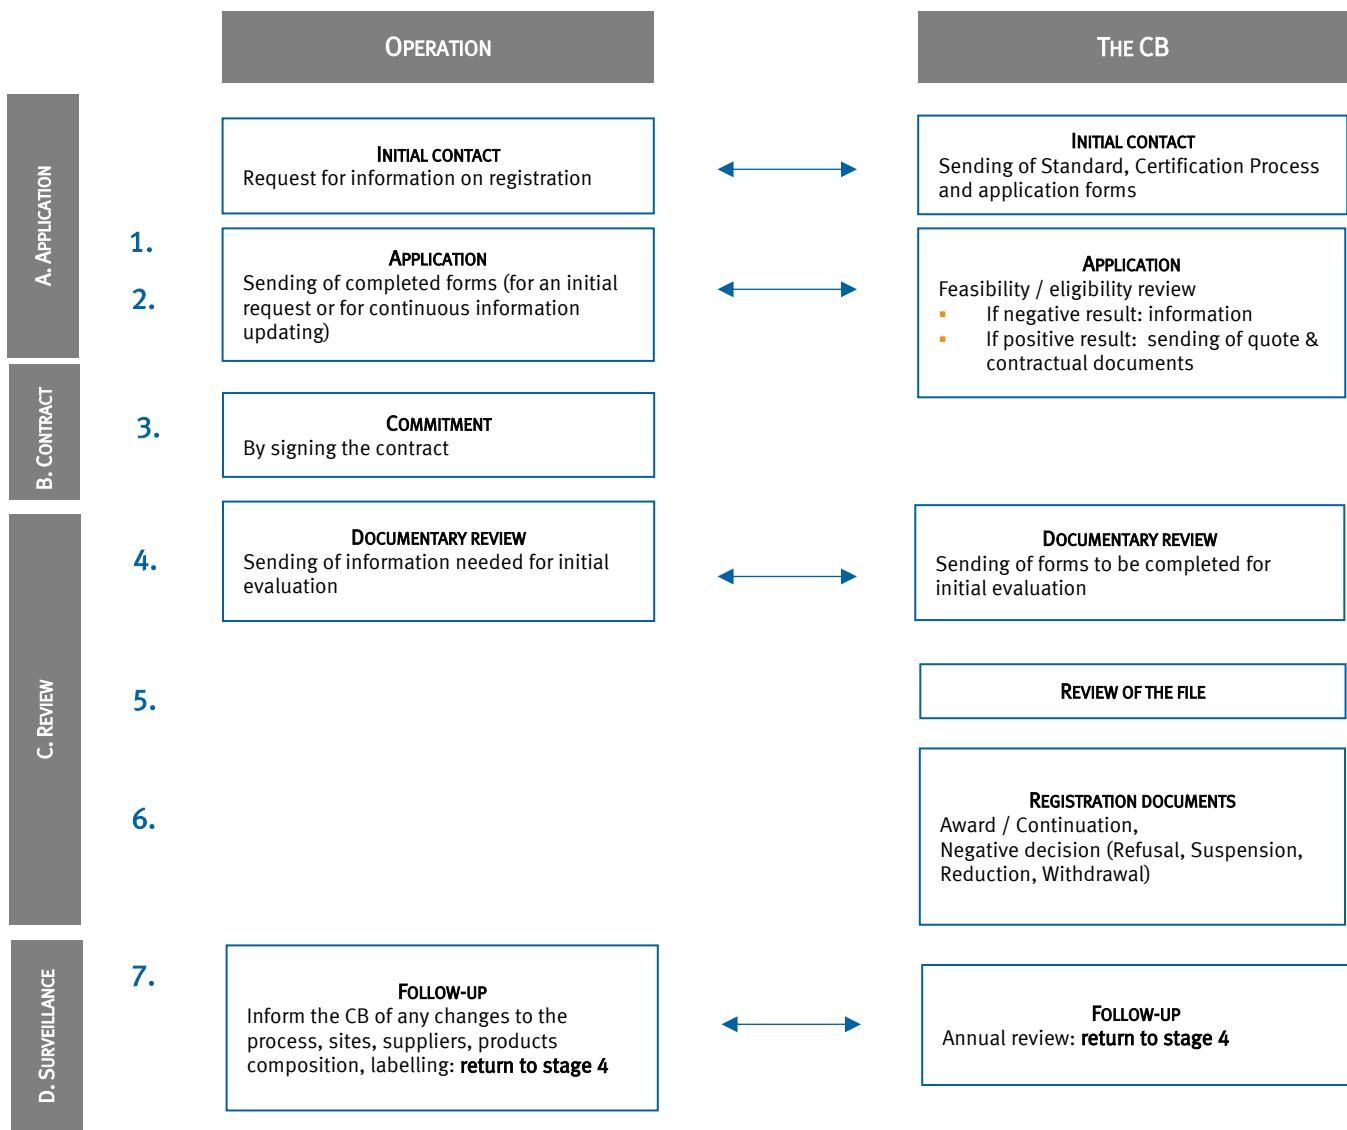 OPERATION
THE CB
A. APPLICATION
INITIAL CONTACT
Request for information on registration
INITIAL CONTACT
Sending of Standard, Certification Process
and application forms
1.
2.
APPLICATION
Sending of completed forms (for an initial
request or for continuous information
updating)
APPLICATION
Feasibility / eligibility review
▪ If negative result: information
▪ If positive result: sending of quote &
contractual documents
B. CONTRACT
3.
COMMITMENT
By signing the contract
C. REVIEW
4.
DOCUMENTARY REVIEW
Sending of information needed for initial
evaluation
DOCUMENTARY REVIEW
Sending of forms to be completed for
initial evaluation
5.
REVIEW OF THE FILE
6.
REGISTRATION DOCUMENTS
Award / Continuation,
Negative decision (Refusal, Suspension,
Reduction, Withdrawal)
D. SURVEILLANCE
7.
FOLLOW-UP
Inform the CB of any changes to the
process, sites, suppliers, products
composition, labelling: return to stage 4
FOLLOW-UP
Annual review: return to stage 4